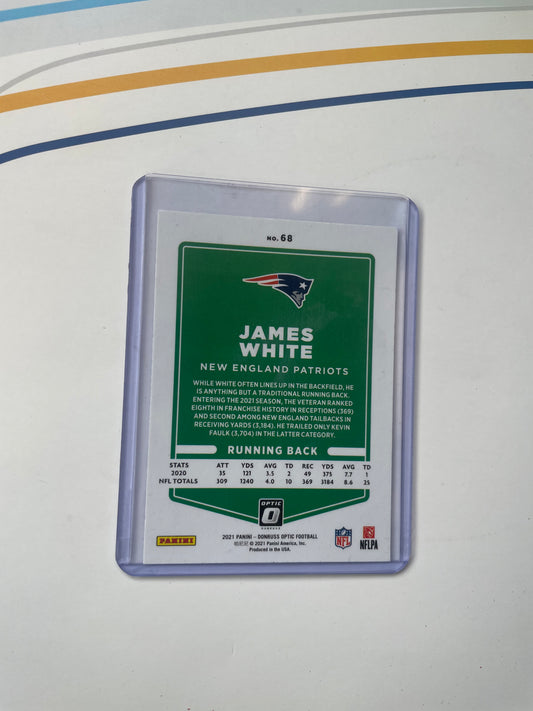 NO. 68
JAMES
WHITE
NEW ENGLAND PATRIOTS
WHILE WHITE OFTEN LINES UP IN THE BACKFIELD, HE
IS ANYTHING BUT A TRADITIONAL RUNNING BACK.
ENTERING THE 2021 SEASON, THE VETERAN RANKED
EIGHTH IN FRANCHISE HISTORY IN RECEPTIONS (369)
AND SECOND AMONG NEW ENGLAND TAILBACKS IN
RECEIVING YARDS (3,184). HE TRAILED ONLY KEVIN
FAULK (3,704) IN THE LATTER CATEGORY.
RUNNING BACK
STATS ATT YDS AVG TD REC YDS AVG TD
2020 35 121 3.5 2 49 375 7.7 1
NFL TOTALS 309 1240 4.0 10 369 3184 8.6 25
OPTIC
DONRUSS
PANINI
2021 PANINI – DONRUSS OPTIC FOOTBALL
帕尼尼 © 2021 Panini America, Inc.
Produced in the USA.
NFL
NFLPA